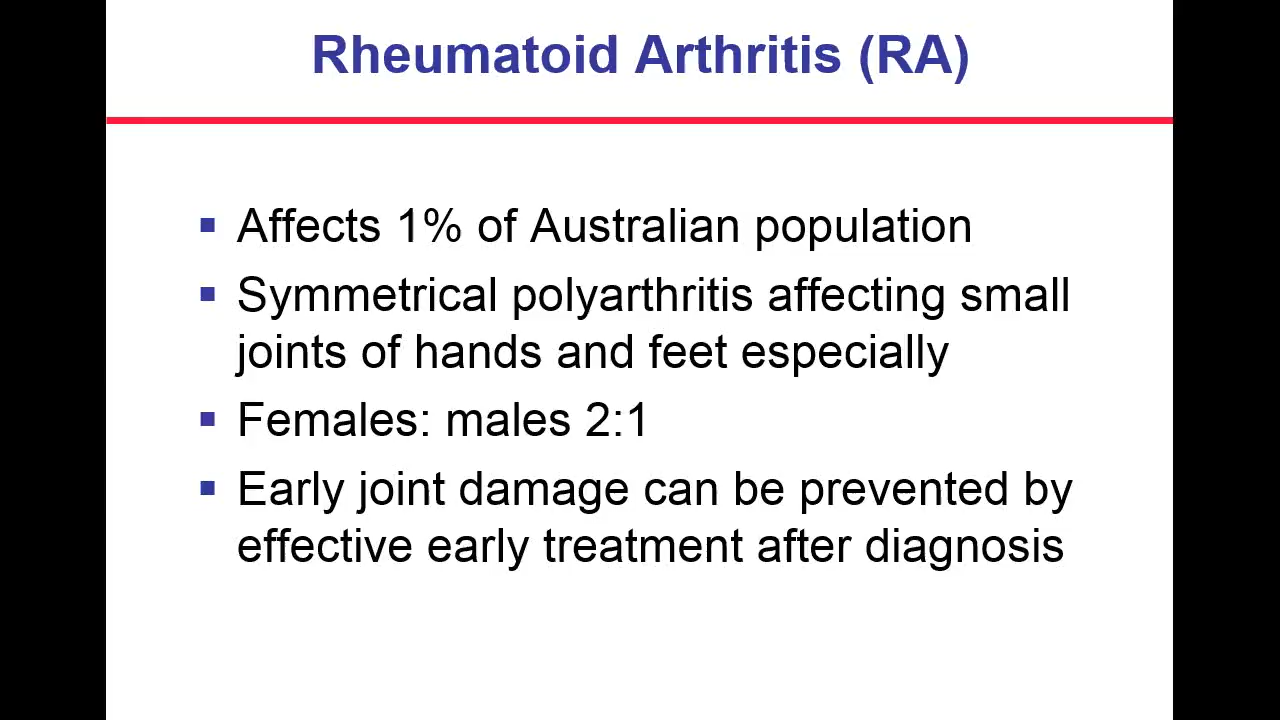 Rheumatoid Arthritis (RA)
Affects 1% of Australian population
Symmetrical polyarthritis affecting small
joints of hands and feet especially
Females: males 2:1
Early joint damage can be prevented by
effective early treatment after diagnosis